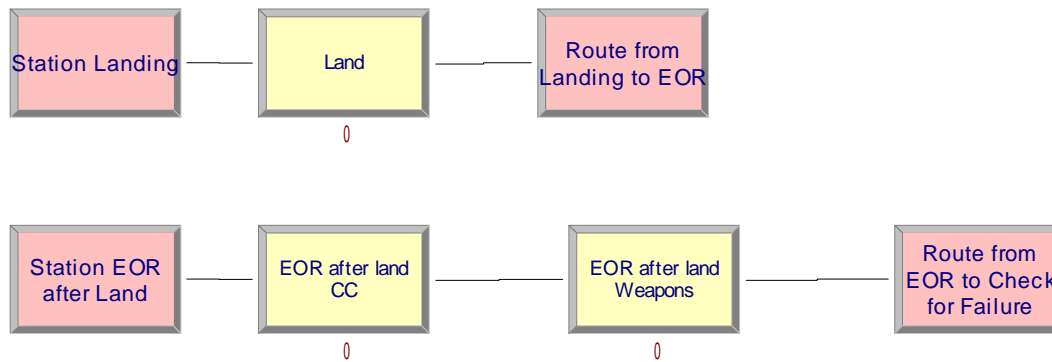 Station Landing
Land
Route from
Landing to EOR
0
Station EOR
after Land
EOR after land
CC
EOR after land
Weapons
Route from
EOR to Check
for Failure
0
0